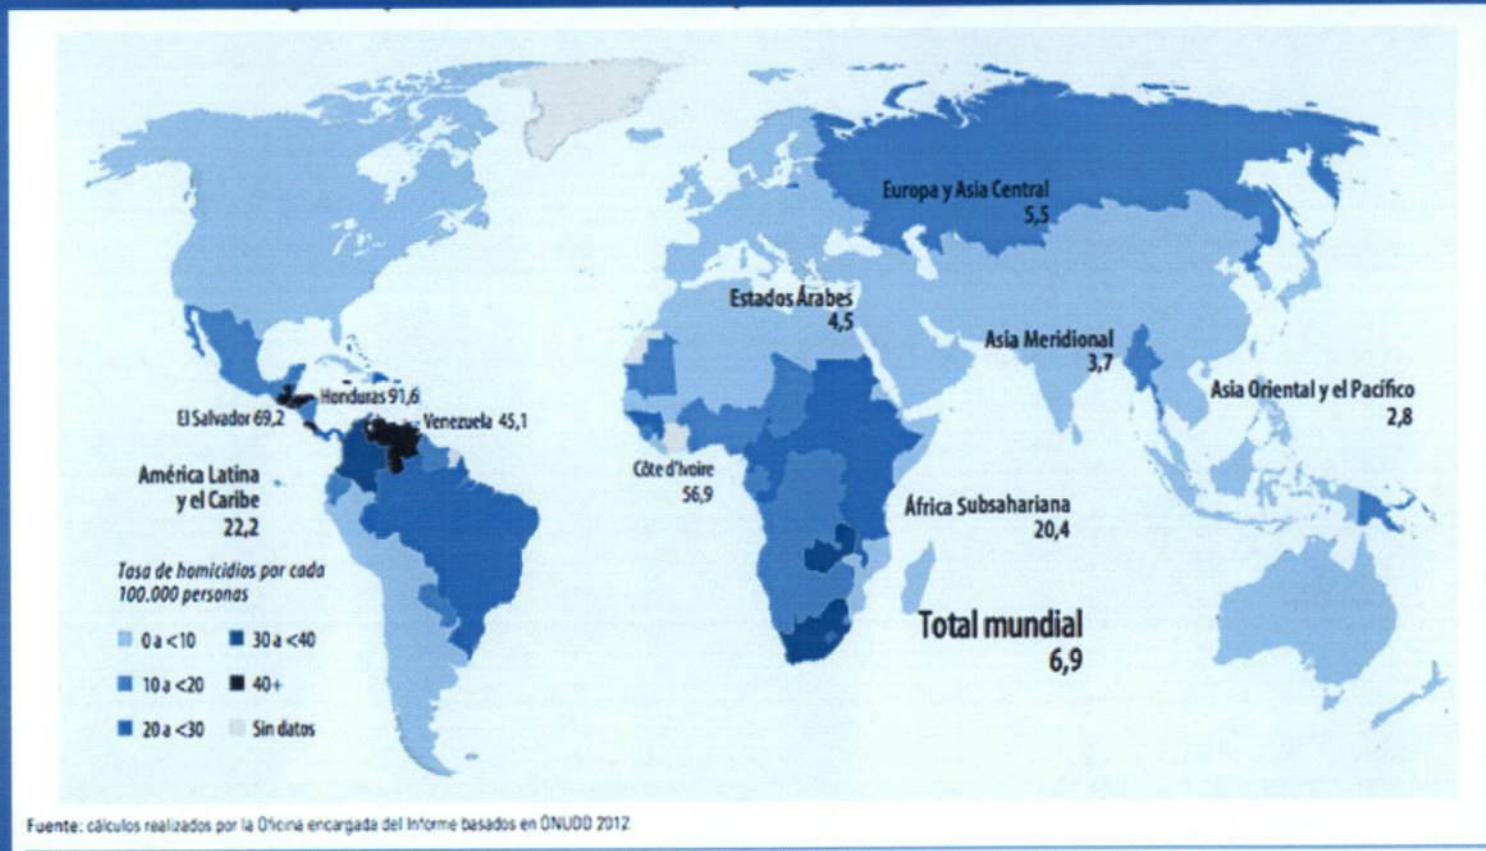 Europa y Asia Central
5,5
Estados Árabes
4,5
Asia Meridional
3,7
Asia Oriental y el Pacífico
2,8
Honduras 91,6
El Salvador 69,2
Venezuela 45,1
Côte d'Ivoire
56,9
América Latina
y el Caribe
22,2
África Subsahariana
20,4
Total mundial
6,9
Tasa de homicidios por cada
100.000 personas
0 a <10
30 a <40
10 a <20
40+
20 a <30
Sin datos
Fuente: cálculos realizados por la Oficina encargada del Informe basados en ONUDD 2012